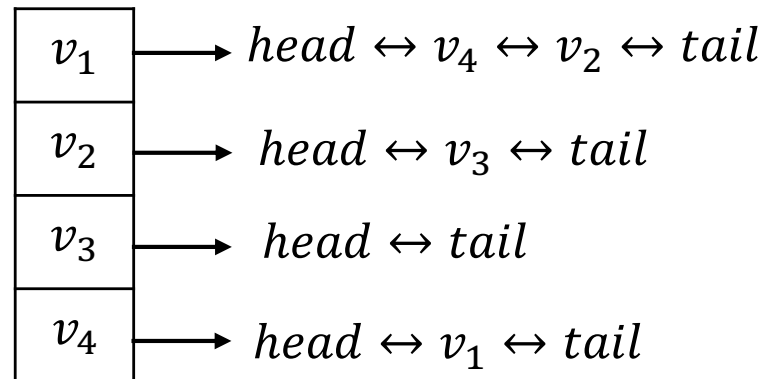 v₁ head ↔ v₄ ↔ v₂ ↔ tail
v₂ head ↔ v₃ ↔ tail
v₃ head ↔ tail
v₄ head ↔ v₁ ↔ tail